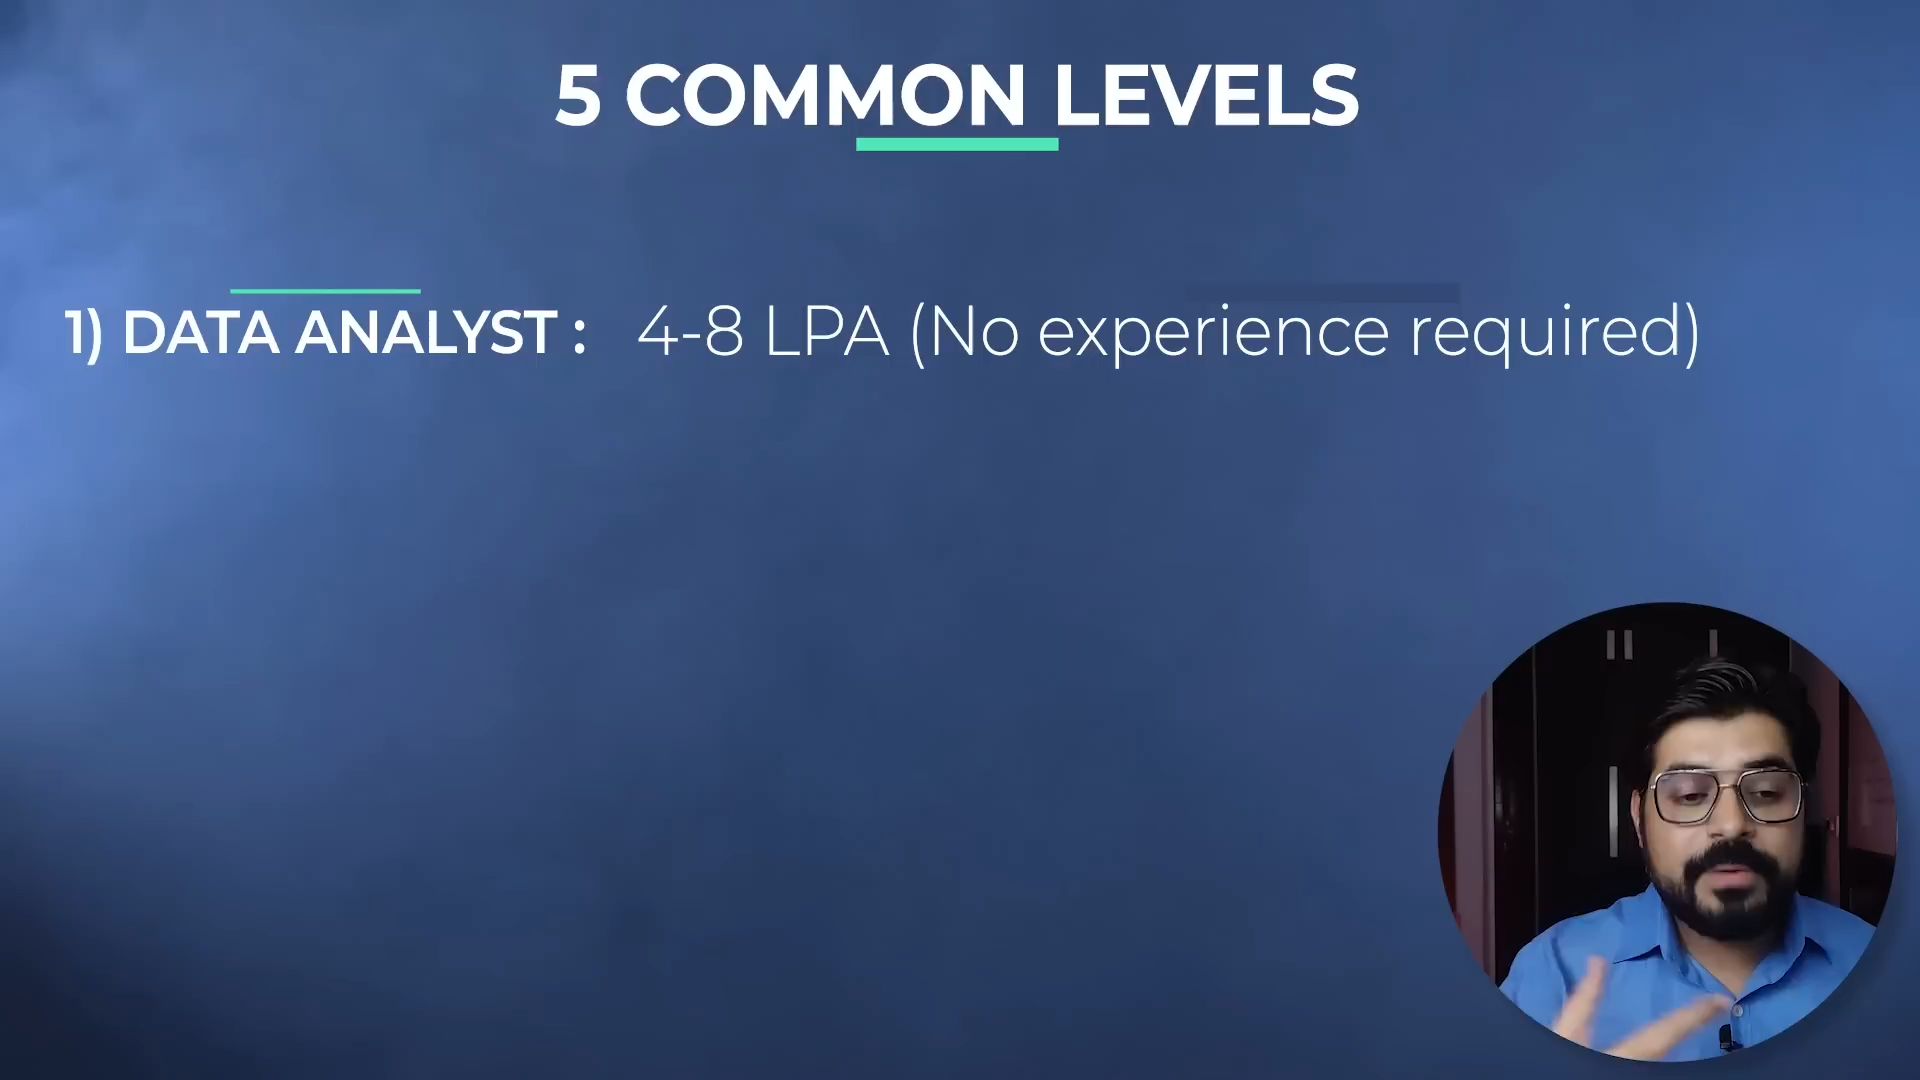 5 COMMON LEVELS
1) DATA ANALYST : 4-8 LPA (No experience required)